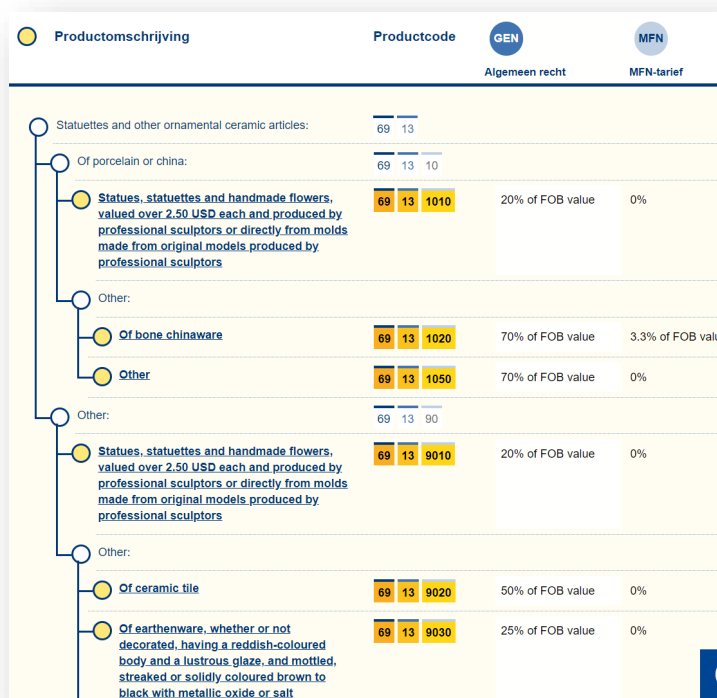 Productomschrijving Productcode GEN MFN
Algemeen recht MFN-tarief
Statuettes and other ornamental ceramic articles: 69 13
Of porcelain or china: 69 13 10
Statues, statuettes and handmade flowers, 69 13 1010 20% of FOB value 0%
valued over 2.50 USD each and produced by
professional sculptors or directly from molds
made from original models produced by
professional sculptors
Other:
Of bone chinaware 69 13 1020 70% of FOB value 3.3% of FOB valu
Other 69 13 1050 70% of FOB value 0%
Other: 69 13 90
Statues, statuettes and handmade flowers, 69 13 9010 20% of FOB value 0%
valued over 2.50 USD each and produced by
professional sculptors or directly from molds
made from original models produced by
professional sculptors
Other:
Of ceramic tile 69 13 9020 50% of FOB value 0%
Of earthenware, whether or not 69 13 9030 25% of FOB value 0%
decorated, having a reddish-coloured
body and a lustrous glaze, and mottled,
streaked or solidly coloured brown to
black with metallic oxide or salt